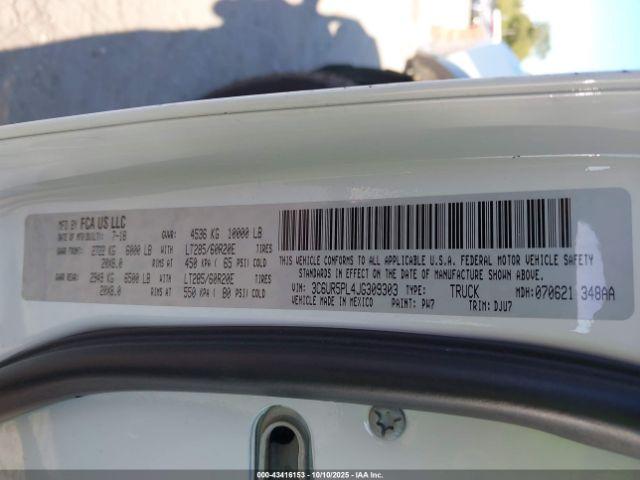 MFD BY FCA US LLC
DATE OF MFR/BUILT: 7-18 GVWR: 4536 KG 10000 LB
GAWR FRONT: 2722 KG 6000 LB WITH LT285/60R20E TIRES
20X8.0 RIMS AT 450 KPA ( 65 PSI) COLD
GAWR REAR: 2949 KG 6500 LB WITH LT285/60R20E TIRES
20X8.0 RIMS AT 550 KPA ( 80 PSI) COLD
THIS VEHICLE CONFORMS TO ALL APPLICABLE U.S.A. FEDERAL MOTOR VEHICLE SAFETY
STANDARDS IN EFFECT ON THE DATE OF MANUFACTURE SHOWN ABOVE.
VIN: 3C6UR5PL4JG309303 TYPE: TRUCK MDH: 070621 348AA
MADE IN MEXICO PAINT: PW7 TRIM: DJU7
000-43416153 - 10/10/2025 - IAA Inc.